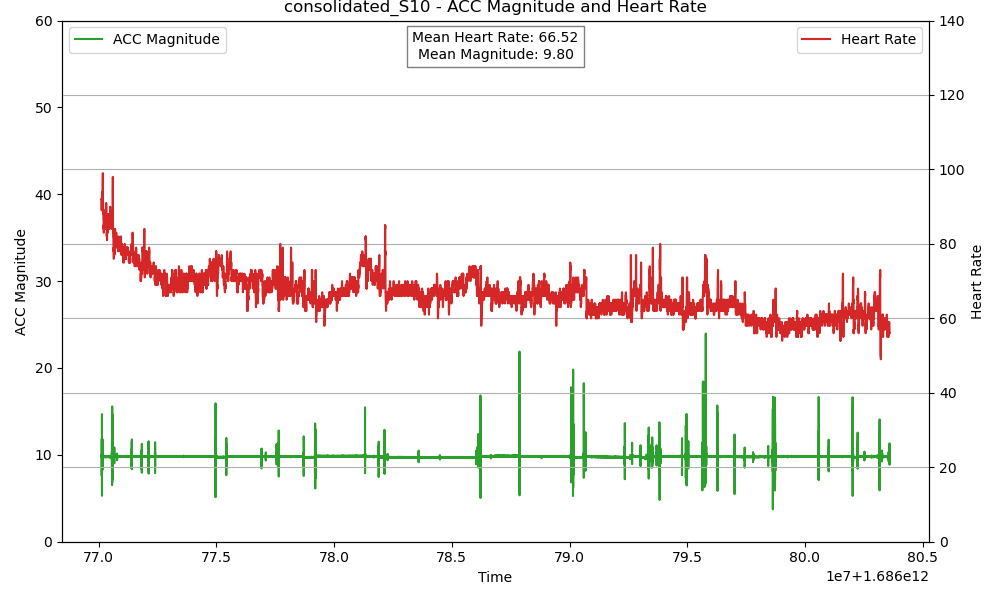 consolidated_S10 - ACC Magnitude and Heart Rate
ACC Magnitude
Heart Rate
Mean Heart Rate: 66.52
Mean Magnitude: 9.80
60
50
40
30
20
10
0
ACC Magnitude
140
120
100
80
60
40
20
0
Heart Rate
77.0 77.5 78.0 78.5 79.0 79.5 80.0 80.5
Time
1e7+1.686e12